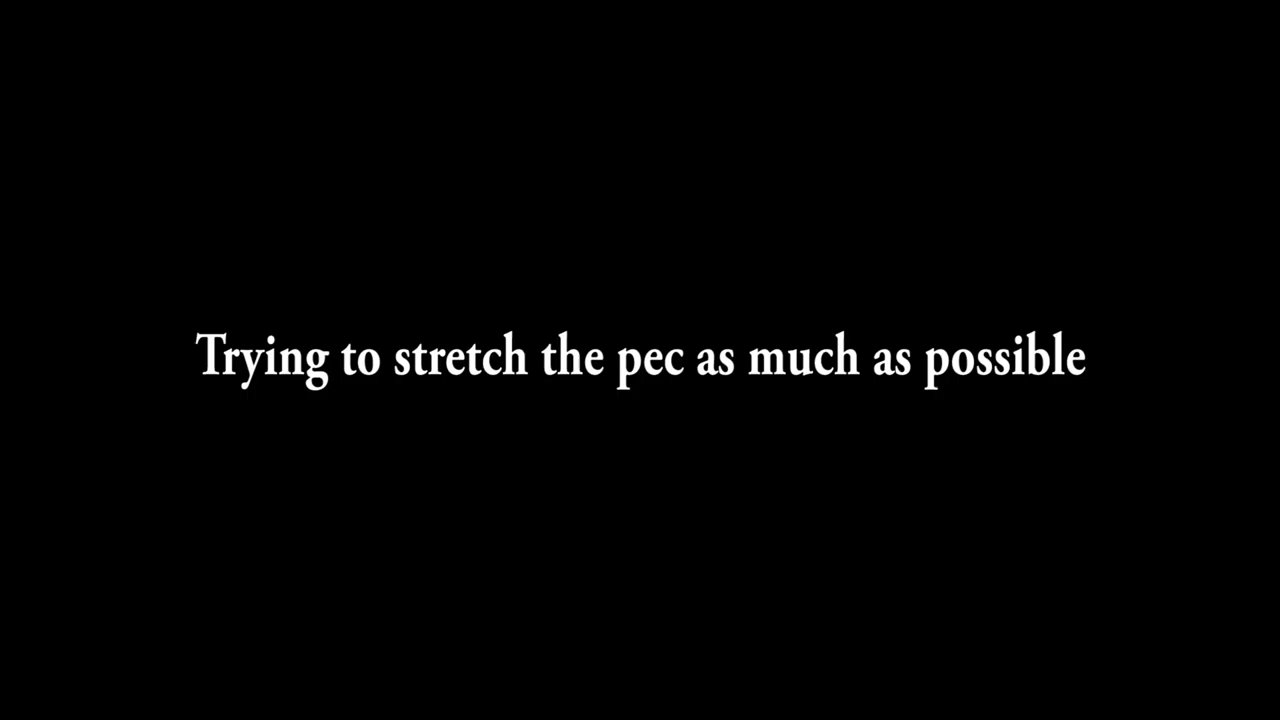 Trying to stretch the pec as much as possible